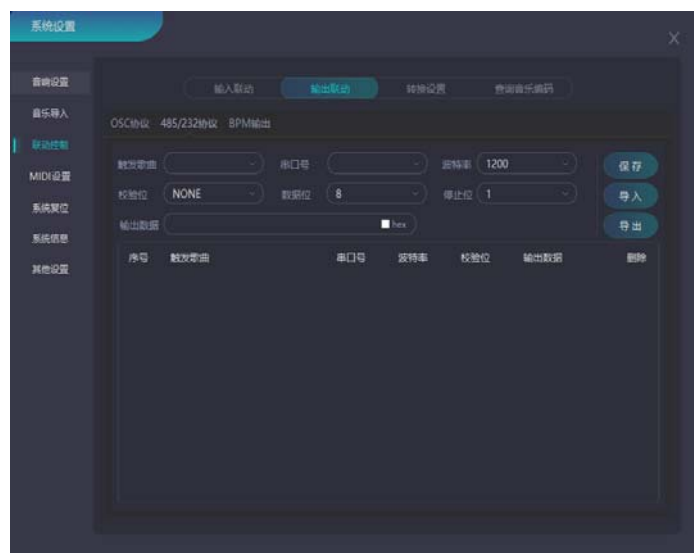 系统设置
X
音响设置
音乐导入
联动控制
MIDI设置
系统复位
系统信息
其他设置
输入联动 输出联动 转换设置 查询音乐编码
OSC协议 485/232协议 BPM输出
触发歌曲 串口号 波特率 1200 保存
校验位 NONE 数据位 8 停止位 1 导入
输出数据 hex 导出
序号 触发歌曲 串口号 波特率 校验位 输出数据 删除